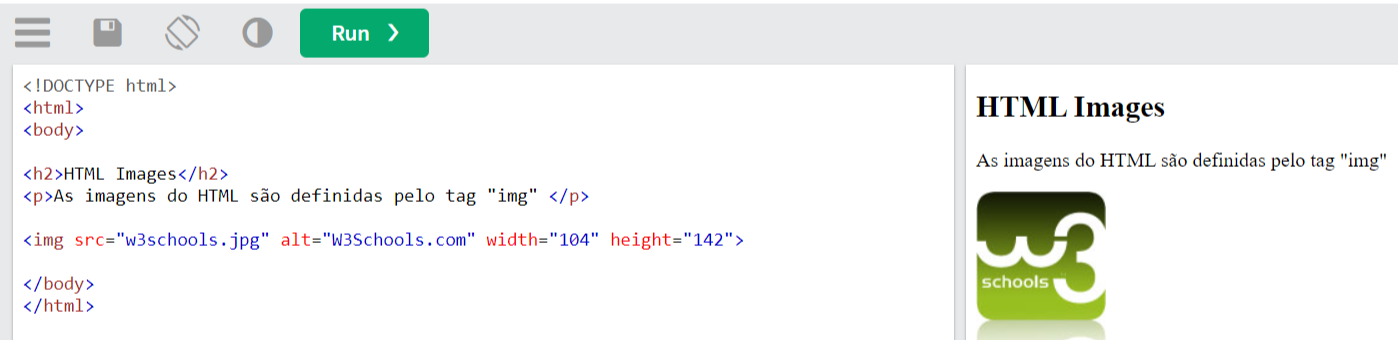 Run ❯
<!DOCTYPE html>
<html>
<body>
<h2>HTML Images</h2>
<p>As imagens do HTML são definidas pelo tag "img" </p>
<img src="w3schools.jpg" alt="W3Schools.com" width="104" height="142">
</body>
</html>
HTML Images
As imagens do HTML são definidas pelo tag "img"
w3
schools